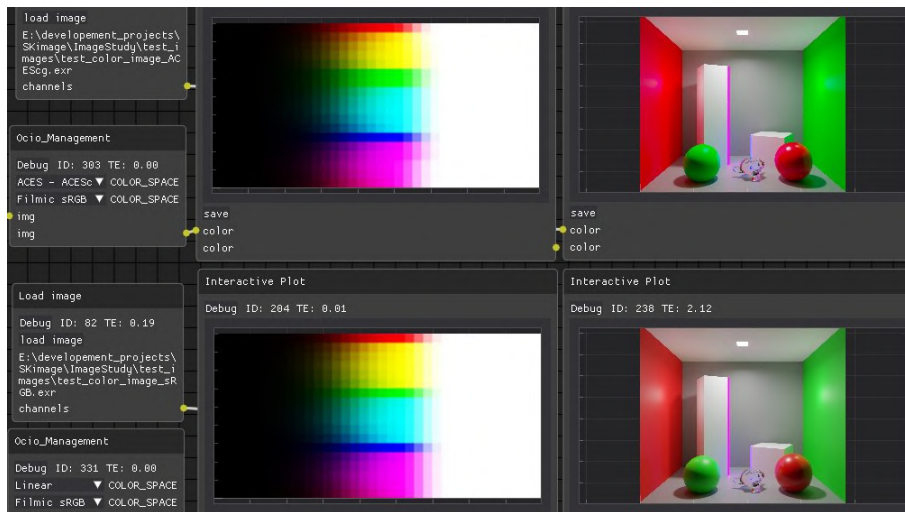 load image
E:\developement_projects\
SKimage\ImageStudy\test_i
mages\test_color_image_AC
EScg.exr
channels
Ocio_Management
Debug ID: 303 TE: 0.00
ACES - ACESc ▼ COLOR_SPACE
Filmic sRGB ▼ COLOR_SPACE
img
img
save
color
color
save
color
color
Load image
Debug ID: 82 TE: 0.19
load image
E:\developement_projects\
SKimage\ImageStudy\test_i
mages\test_color_image_sR
GB.exr
channels
Interactive Plot
Debug ID: 204 TE: 0.01
Interactive Plot
Debug ID: 238 TE: 2.12
Ocio_Management
Debug ID: 331 TE: 0.00
Linear ▼ COLOR_SPACE
Filmic sRGB ▼ COLOR_SPACE